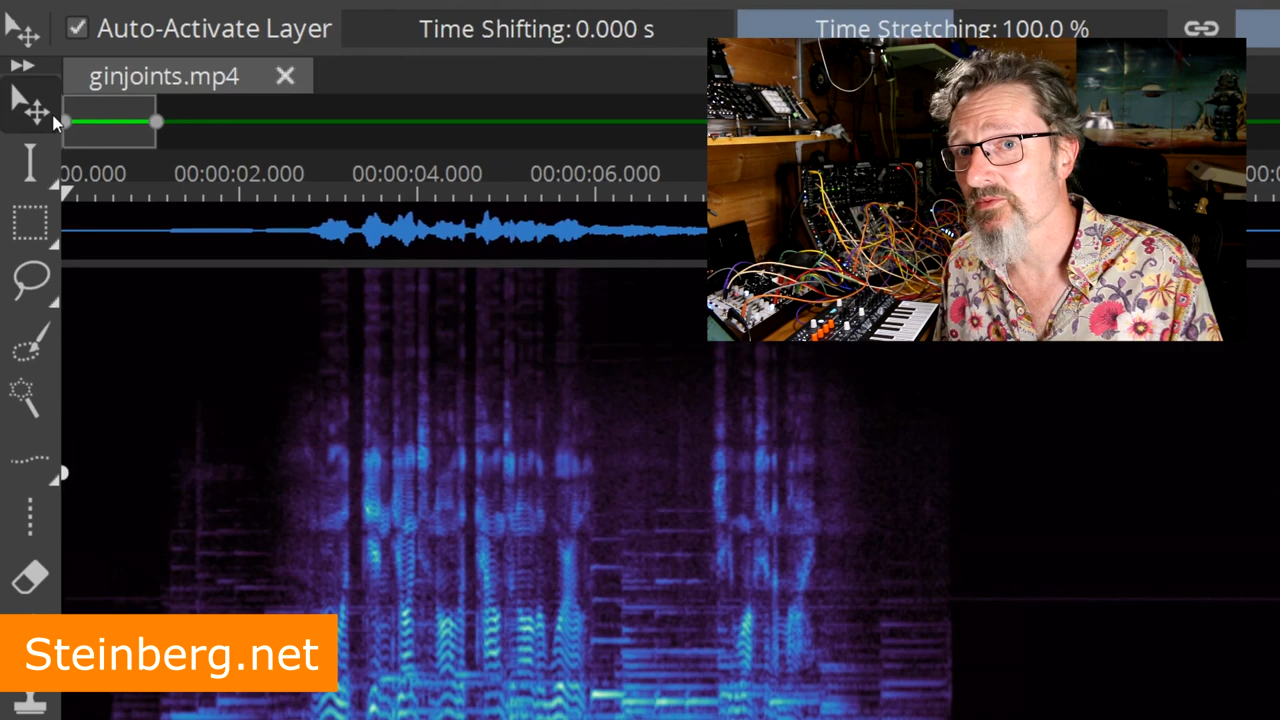 Auto-Activate Layer
Time Shifting: 0.000 s
Time Stretching: 100.0 %
ginjoints.mp4
00.000 00:00:02.000 00:00:04.000 00:00:06.000
Steinberg.net